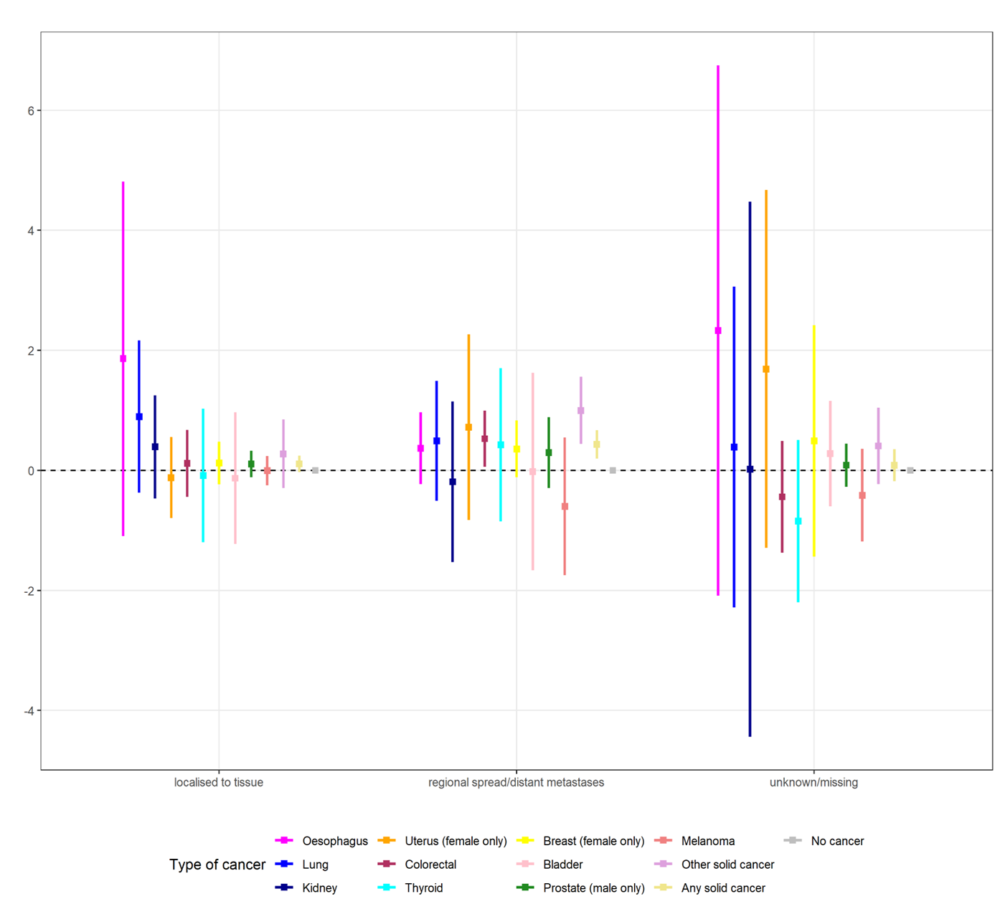 6
4
2
0
-2
-4
localised to tissue regional spread/distant metastases unknown/missing
Type of cancer
Oesophagus Uterus (female only) Breast (female only) Melanoma No cancer
Lung Colorectal Bladder Other solid cancer
Kidney Thyroid Prostate (male only) Any solid cancer